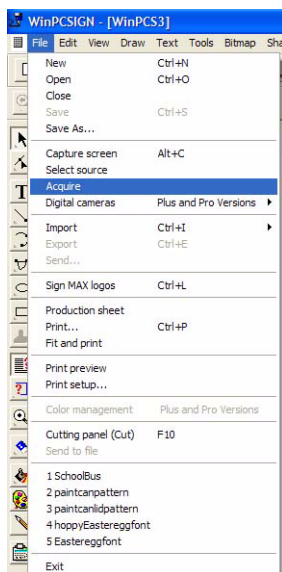 WinPCSIGN - [WinPCS3]
File Edit View Draw Text Tools Bitmap Sha
New Ctrl+N
Open Ctrl+O
Close
Save Ctrl+S
Save As...
Capture screen Alt+C
Select source
Acquire
Digital cameras Plus and Pro Versions
Import Ctrl+I
Export Ctrl+E
Send...
Sign MAX logos Ctrl+L
Production sheet
Print... Ctrl+P
Fit and print
Print preview
Print setup...
Color management Plus and Pro Versions
Cutting panel (Cut) F10
Send to file
1 SchoolBus
2 paintcanpattern
3 paintcanlidpattern
4 hoppyEastereggfont
5 Eastereggfont
Exit